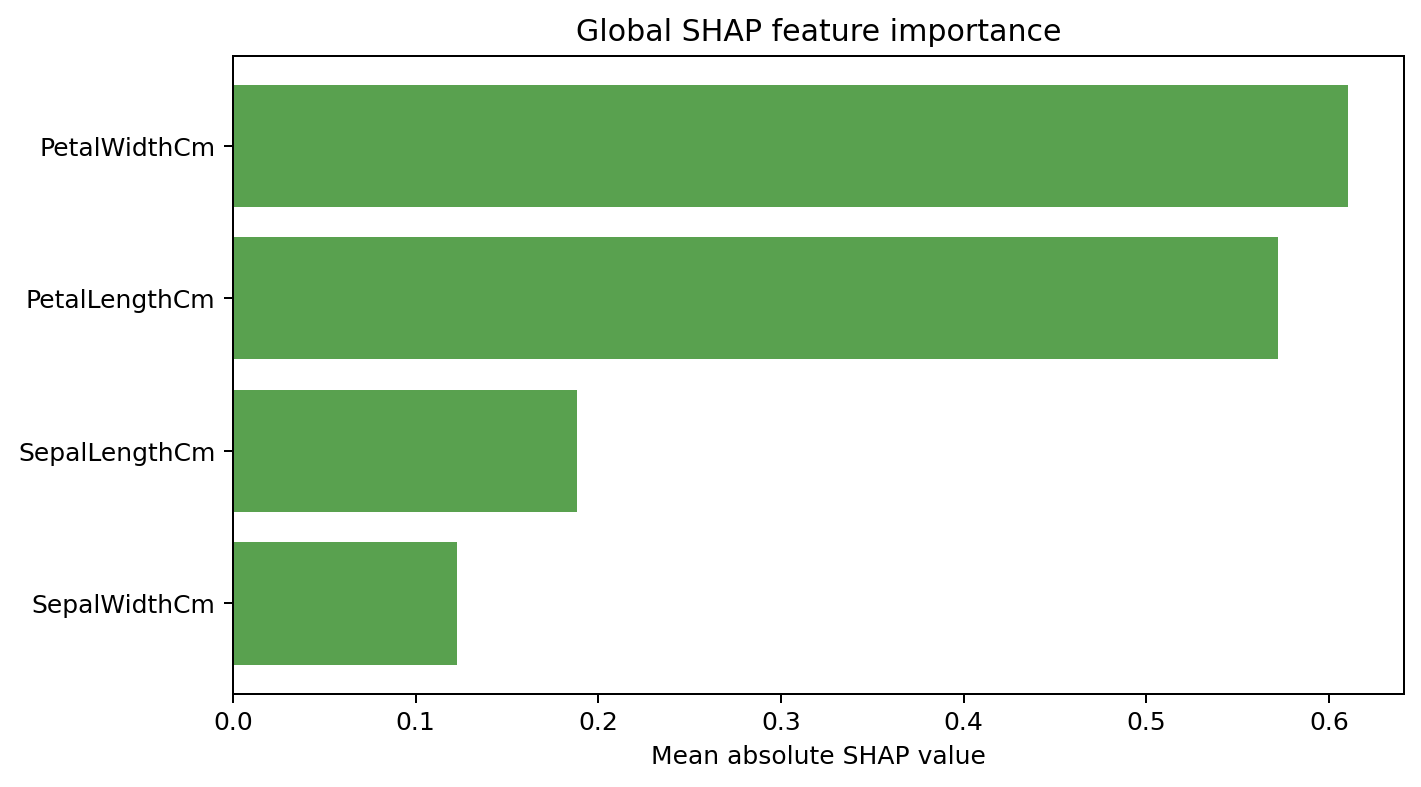 Global SHAP feature importance
PetalWidthCm
PetalLengthCm
SepalLengthCm
SepalWidthCm
0.0 0.1 0.2 0.3 0.4 0.5 0.6
Mean absolute SHAP value